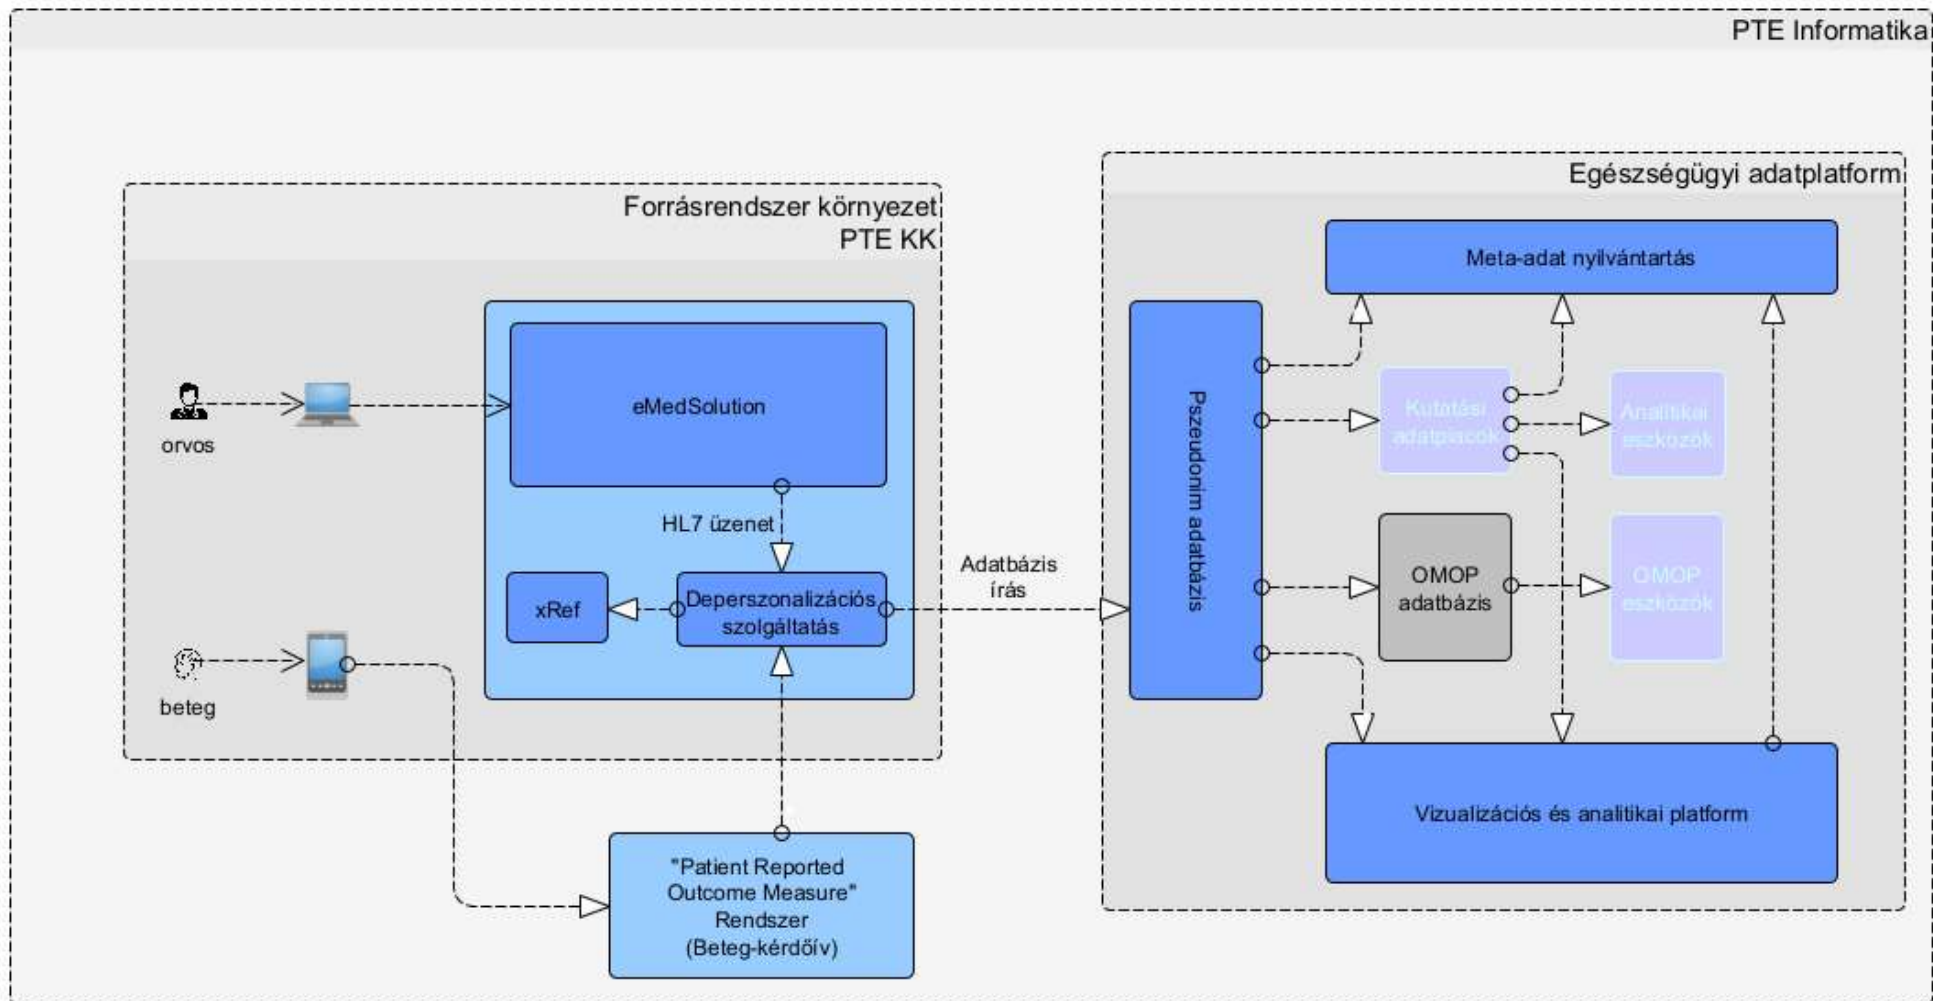 PTE Informatika
Forrásrendszer környezet
PTE KK
orvos
beteg
eMedSolution
HL7 üzenet
xRef
Deperszonalizációs
szolgáltatás
"Patient Reported
Outcome Measure"
Rendszer
(Beteg-kérdőív)
Adatbázis
írás
Egészségügyi adatplatform
Meta-adat nyilvántartás
Pszeudonim adatbázis
Kutatási
adatpiacok
Analitikai
eszközök
OMOP
adatbázis
OMOP
eszközök
Vizualizációs és analitikai platform